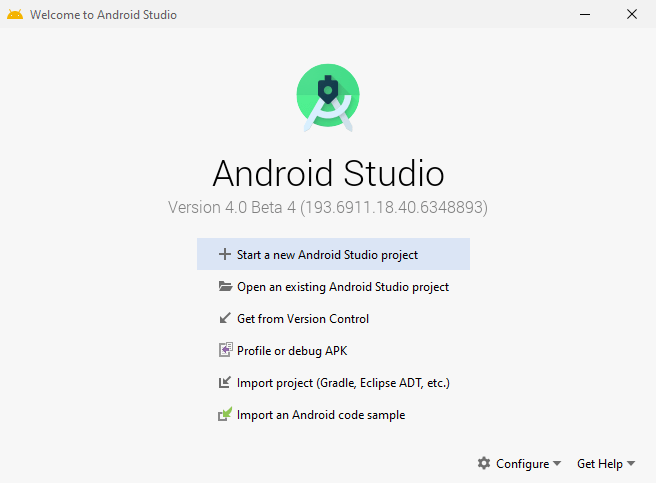 Welcome to Android Studio
Android Studio
Version 4.0 Beta 4 (193.6911.18.40.6348893)
Start a new Android Studio project
Open an existing Android Studio project
Get from Version Control
Profile or debug APK
Import project (Gradle, Eclipse ADT, etc.)
Import an Android code sample
Configure Get Help